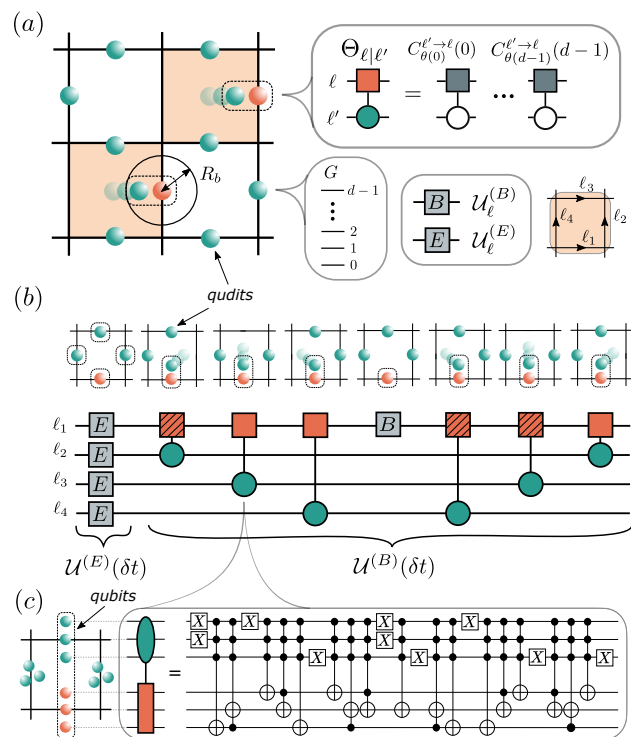 (a)
Θ_{ℓ|ℓ'}
C^{ℓ'→ℓ}_{θ(0)}(0)
C^{ℓ'→ℓ}_{θ(d−1)}(d − 1)
ℓ
ℓ'
=
...
R_b
G
d−1
⋮
2
1
0
B U_ℓ^{(B)}
E U_ℓ^{(E)}
ℓ_3
ℓ_4
ℓ_2
ℓ_1
qudits
(b)
ℓ_1 E B
ℓ_2 E
ℓ_3 E
ℓ_4 E
U^{(E)}(δt)
U^{(B)}(δt)
(c)
qubits
=
X X X X
X X
X X X X